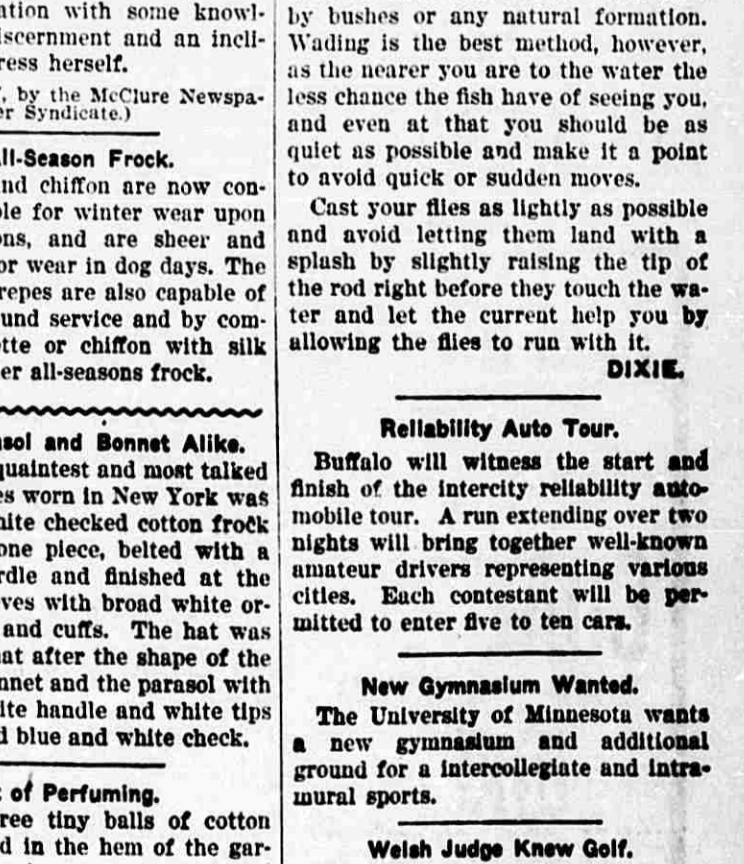 ation with some knowl-
iscernment and an incli-
ress herself.
, by the McClure Newspa-
er Syndicate.)
ll-Season Frock.
nd chiffon are now con-
le for winter wear upon
ons, and are sheer and
or wear in dog days. The
repes are also capable of
und service and by com-
tte or chiffon with silk
er all-seasons frock.
asol and Bonnet Alike.
quaintest and most talked
es worn in New York was
hite checked cotton frock
one piece, belted with a
rdle and finished at the
ves with broad white or-
and cuffs. The hat was
at after the shape of the
nnet and the parasol with
ite handle and white tips
d blue and white check.
of Perfuming.
ree tiny balls of cotton
d in the hem of the gar-
by bushes or any natural formation.
Wading is the best method, however,
as the nearer you are to the water the
less chance the fish have of seeing you,
and even at that you should be as
quiet as possible and make it a point
to avoid quick or sudden moves.
Cast your flies as lightly as possible
and avoid letting them land with a
splash by slightly raising the tip of
the rod right before they touch the wa-
ter and let the current help you by
allowing the flies to run with it.
DIXIE.
Reliability Auto Tour.
Buffalo will witness the start and
finish of the intercity reliability auto-
mobile tour. A run extending over two
nights will bring together well-known
amateur drivers representing various
cities. Each contestant will be per-
mitted to enter five to ten cars.
New Gymnasium Wanted.
The University of Minnesota wants
a new gymnasium and additional
ground for a intercollegiate and intra-
mural sports.
Welsh Judge Knew Golf.